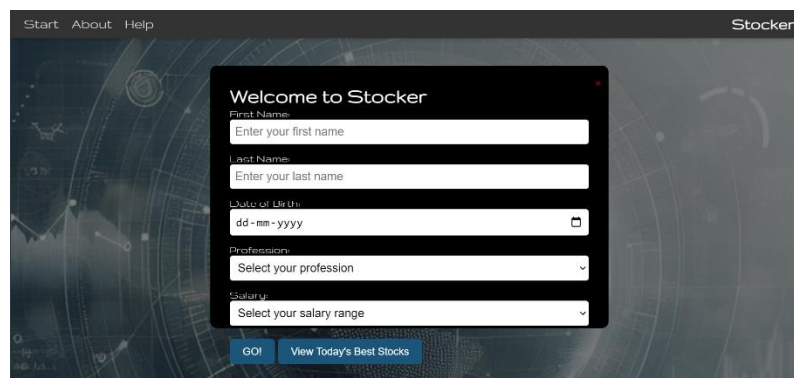 Start About Help Stocker
Welcome to Stocker
First Name:
Enter your first name
Last Name:
Enter your last name
Date of Birth:
dd-mm-yyyy
Profession:
Select your profession
Salary:
Select your salary range
GO! View Today's Best Stocks